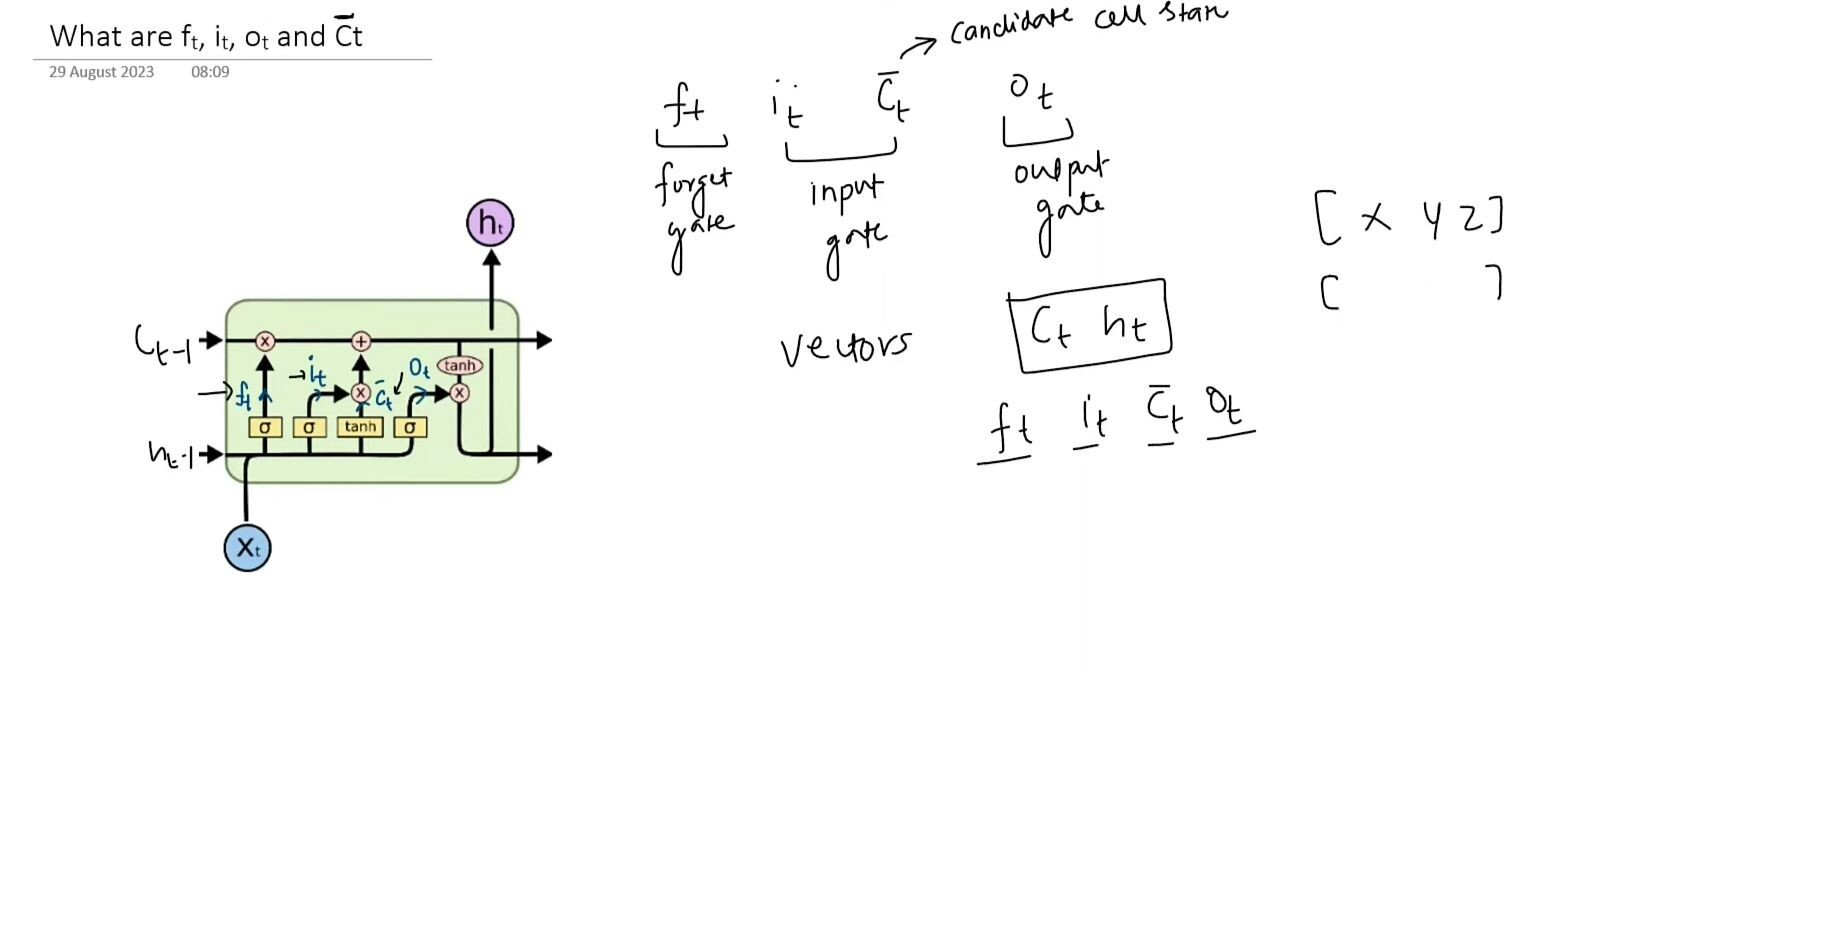 What are fₜ, iₜ, oₜ and C̅t
29 August 2023 08:09
→ Candidate cell state
fₜ iₜ C̅ₜ oₜ
forget gate
input gate
output gate
[ x y z ]
[ ]
vectors
Cₜ hₜ
fₜ iₜ C̅ₜ oₜ
hₜ
Cₜ₋₁
x + tanh
→ fₜ → iₜ x C̅ₜ oₜ x
σ σ tanh σ
hₜ₋₁
Xₜ